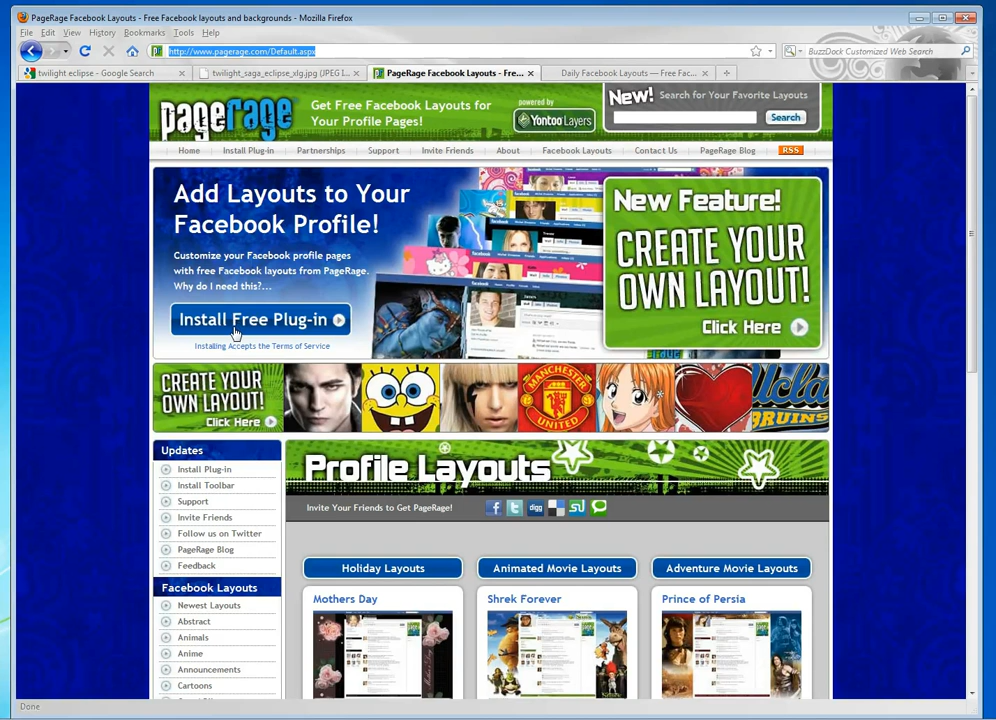 PageRage Facebook Layouts - Free Facebook layouts and backgrounds - Mozilla Firefox
File Edit View History Bookmarks Tools Help
http://www.pagerage.com/Default.aspx
BuzzDock Customized Web Search
twilight eclipse - Google Search
twilight_saga_eclipse_xlg.jpg (JPEG I...
PageRage Facebook Layouts - Fre...
Daily Facebook Layouts — Free Fac...
pagerage
Get Free Facebook Layouts for
Your Profile Pages!
powered by
Yontoo Layers
New! Search for Your Favorite Layouts
Search
Home Install Plug-in Partnerships Support Invite Friends About Facebook Layouts Contact Us PageRage Blog RSS
Add Layouts to Your
Facebook Profile!
Customize your Facebook profile pages
with free Facebook layouts from PageRage.
Why do I need this?...
Install Free Plug-in
Installing Accepts the Terms of Service
New Feature!
CREATE YOUR
OWN LAYOUT!
Click Here
CREATE YOUR
OWN LAYOUT!
Click Here
MANCHESTER
UNITED
Ucla
BRUINS
Updates
Install Plug-in
Install Toolbar
Support
Invite Friends
Follow us on Twitter
PageRage Blog
Feedback
Facebook Layouts
Newest Layouts
Abstract
Animals
Anime
Announcements
Cartoons
Profile Layouts
Invite Your Friends to Get PageRage!
digg
Holiday Layouts
Mothers Day
Animated Movie Layouts
Shrek Forever
Adventure Movie Layouts
Prince of Persia
Done